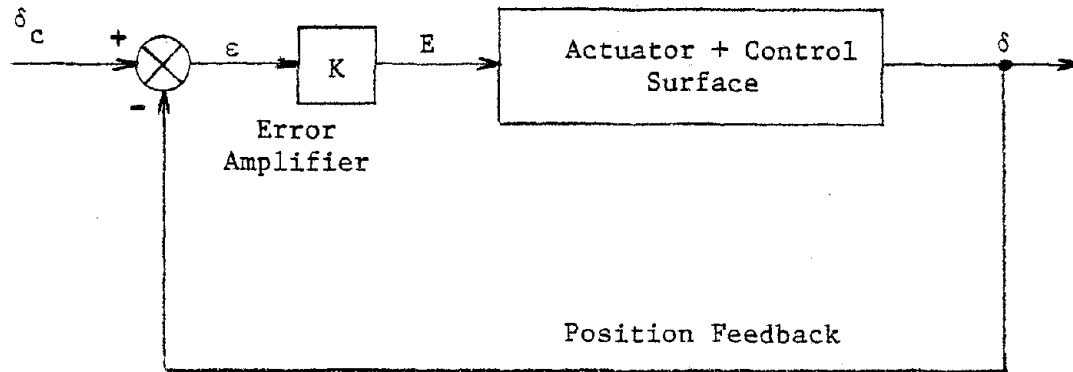 δc
+
-
ε
K
Error
Amplifier
E
Actuator + Control
Surface
δ
Position Feedback